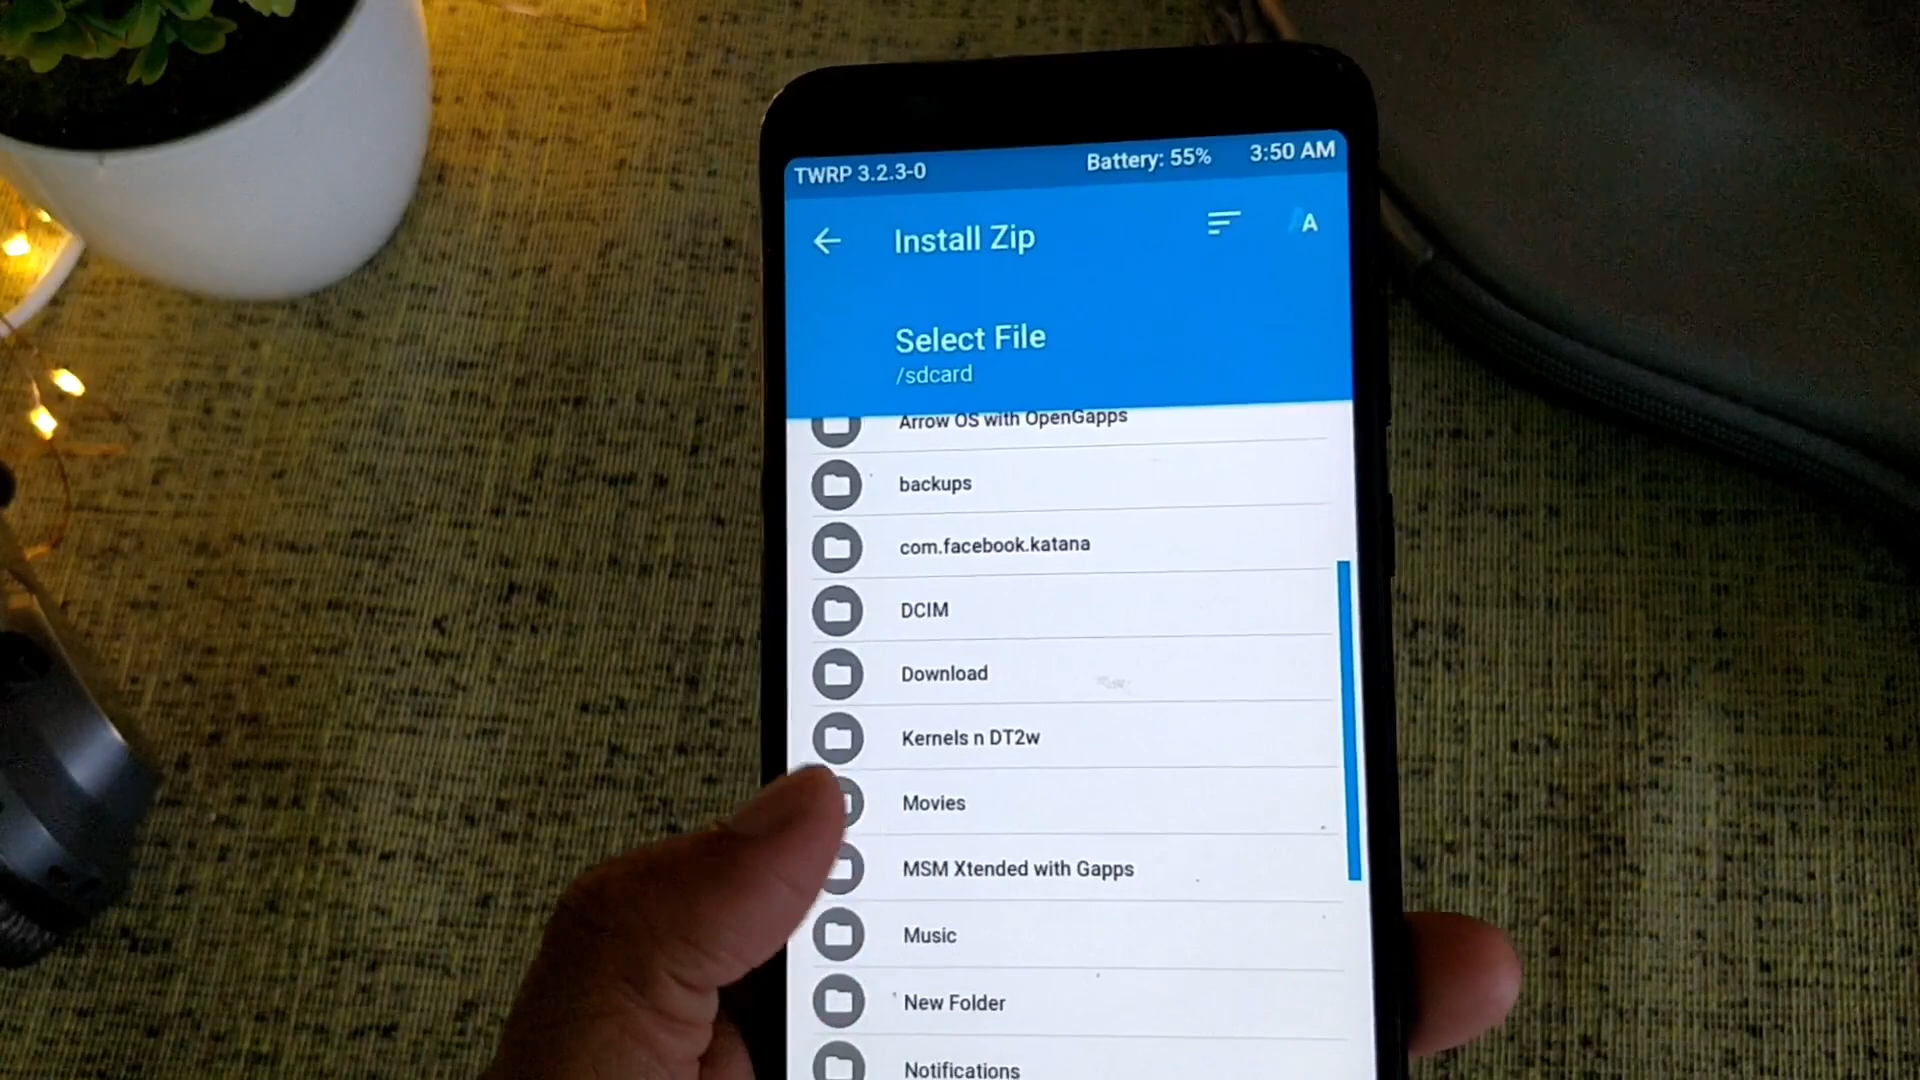 TWRP 3.2.3-0 Battery: 55% 3:50 AM
Install Zip A
Select File
/sdcard
Arrow OS with OpenGapps
backups
com.facebook.katana
DCIM
Download
Kernels n DT2w
Movies
MSM Xtended with Gapps
Music
New Folder
Notifications